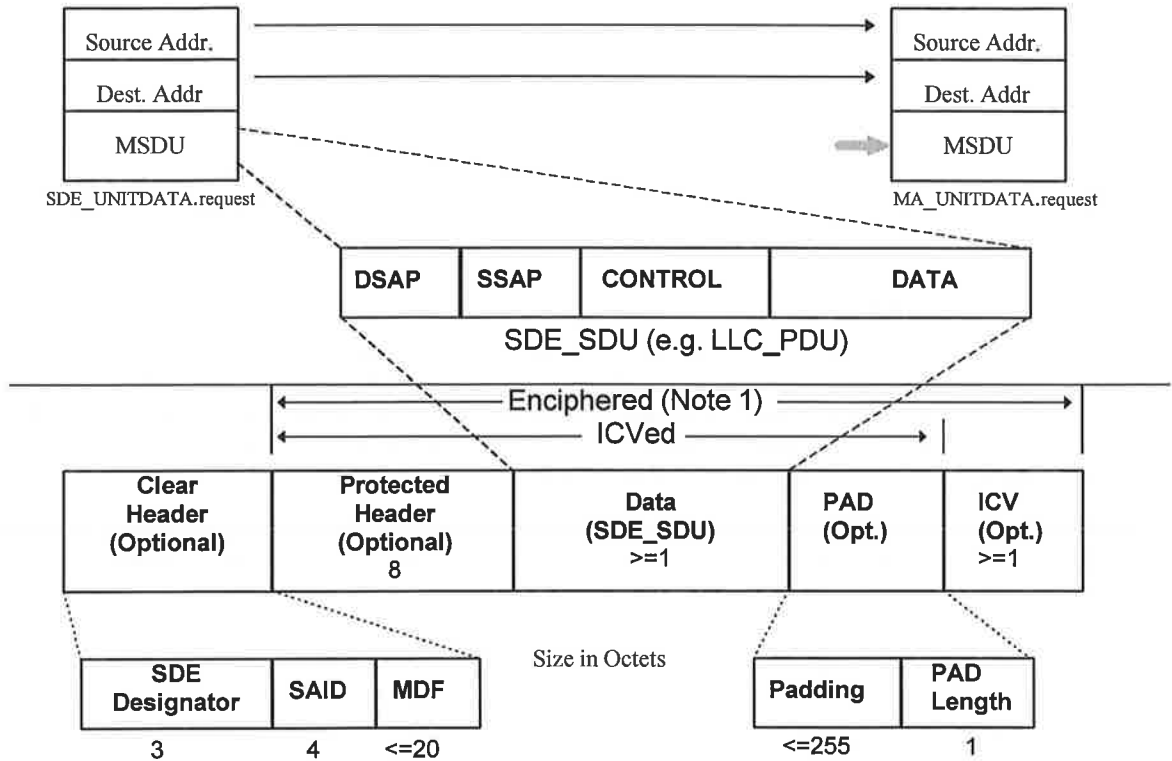 Source Addr.
Dest. Addr
MSDU
SDE_UNITDATA.request
Source Addr.
Dest. Addr
MSDU
MA_UNITDATA.request
DSAP
SSAP
CONTROL
DATA
SDE_SDU (e.g. LLC_PDU)
Enciphered (Note 1)
ICVed
Clear
Header
(Optional)
Protected
Header
(Optional)
8
Data
(SDE_SDU)
>=1
PAD
(Opt.)
ICV
(Opt.)
>=1
Size in Octets
SDE
Designator
SAID
MDF
3
4
<=20
Padding
PAD
Length
<=255
1